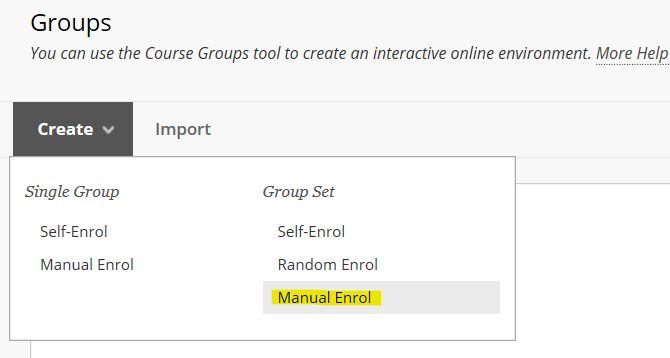 Groups
You can use the Course Groups tool to create an interactive online environment. More Help
Create
Import
Single Group
Self-Enrol
Manual Enrol
Group Set
Self-Enrol
Random Enrol
Manual Enrol